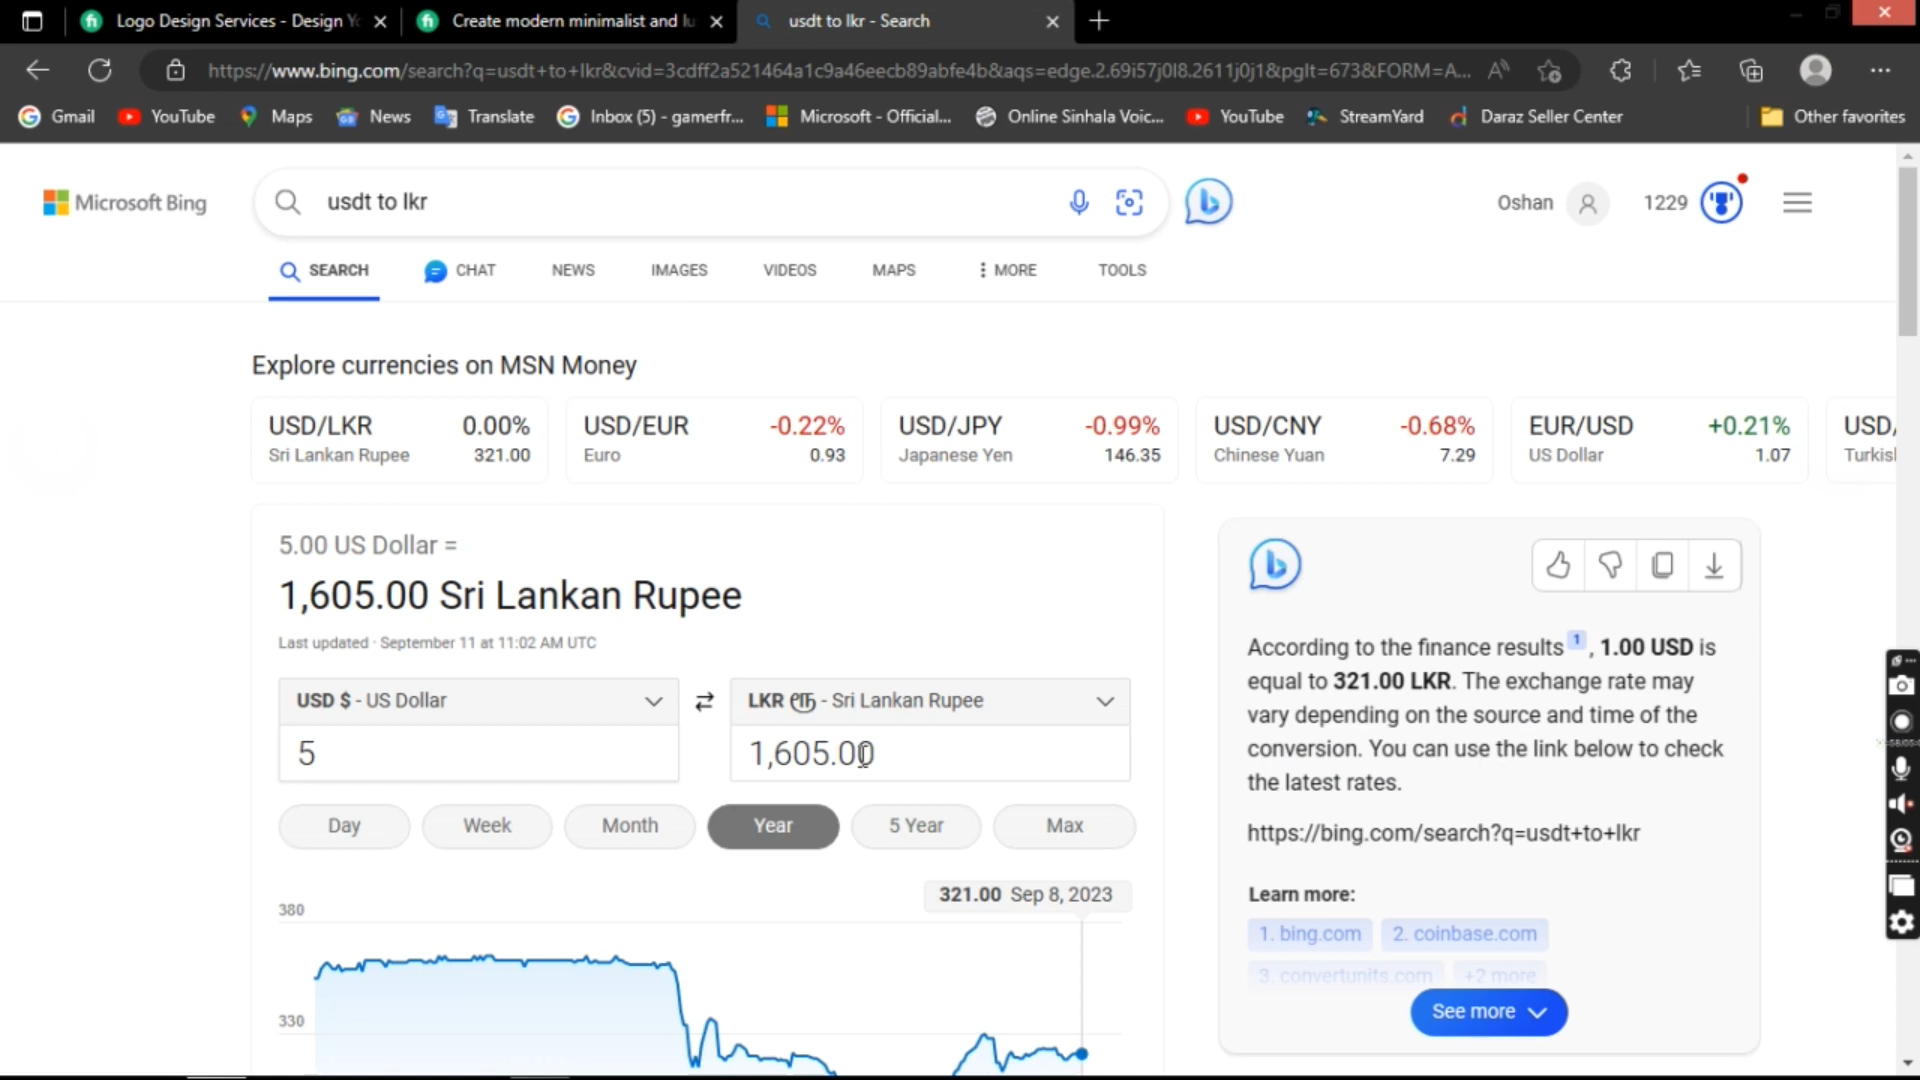 Logo Design Services - Design Yo
Create modern minimalist and lu
usdt to lkr - Search
https://www.bing.com/search?q=usdt+to+lkr&cvid=3cdff2a521464a1c9a46eecb89abfe4b&aqs=edge.2.69i57j0l8.2611j0j1&pglt=673&FORM=A...
Gmail
YouTube
Maps
News
Translate
Inbox (5) - gamerfr...
Microsoft - Official...
Online Sinhala Voic...
YouTube
StreamYard
Daraz Seller Center
Other favorites
Microsoft Bing
usdt to lkr
Oshan
1229
SEARCH
CHAT
NEWS
IMAGES
VIDEOS
MAPS
MORE
TOOLS
Explore currencies on MSN Money
USD/LKR 0.00%
Sri Lankan Rupee 321.00
USD/EUR -0.22%
Euro 0.93
USD/JPY -0.99%
Japanese Yen 146.35
USD/CNY -0.68%
Chinese Yuan 7.29
EUR/USD +0.21%
US Dollar 1.07
USD/
Turkis
5.00 US Dollar =
1,605.00 Sri Lankan Rupee
Last updated · September 11 at 11:02 AM UTC
USD $ - US Dollar
LKR රු - Sri Lankan Rupee
5
1,605.00
Day
Week
Month
Year
5 Year
Max
321.00 Sep 8, 2023
380
330
According to the finance results 1 , 1.00 USD is
equal to 321.00 LKR. The exchange rate may
vary depending on the source and time of the
conversion. You can use the link below to check
the latest rates.
https://bing.com/search?q=usdt+to+lkr
Learn more:
1. bing.com
2. coinbase.com
3. convertunits.com
+2 more
See more